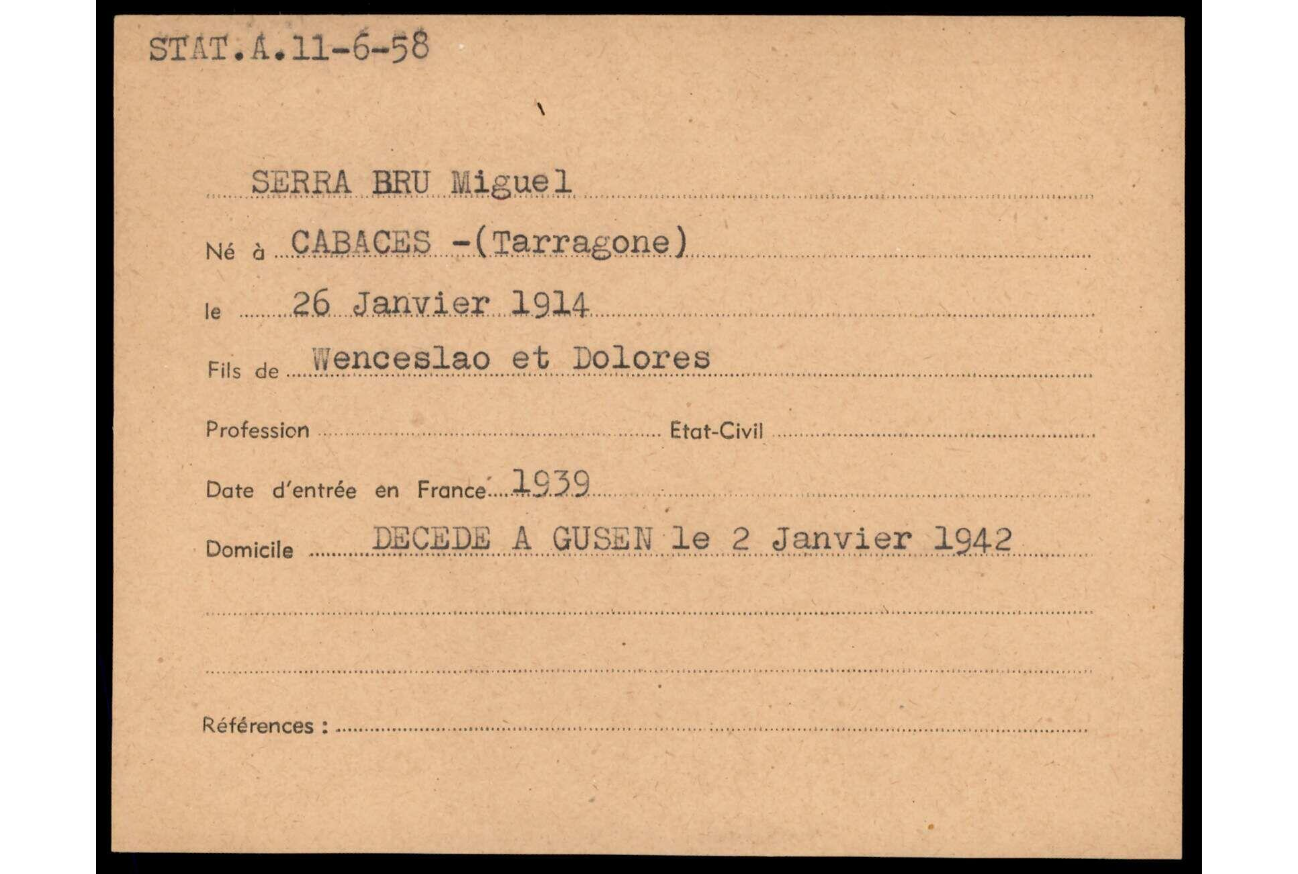 STAT.A.11-6-58
SERRA BRU Miguel
Né à CABACES -(Tarragone)
le 26 Janvier 1914
Fils de Wenceslao et Dolores
Profession Etat-Civil
Date d'entrée en France 1939
Domicile DECEDE A GUSEN le 2 Janvier 1942
Références :